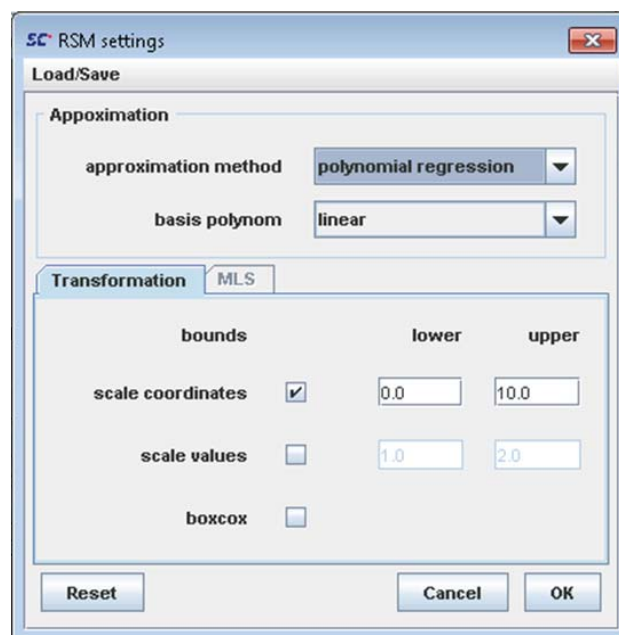 SC RSM settings
Load/Save
Appoximation
approximation method polynomial regression
basis polynom linear
Transformation MLS
bounds lower upper
scale coordinates 0.0 10.0
scale values 1.0 2.0
boxcox
Reset Cancel OK